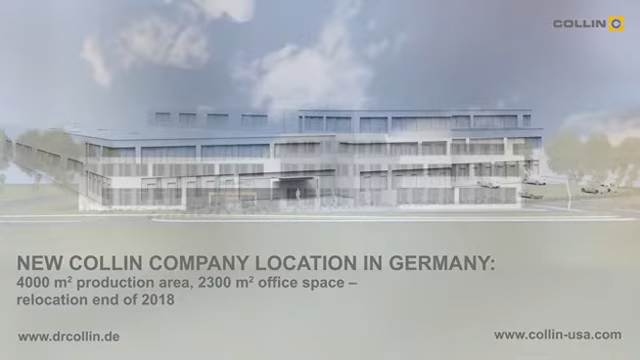 COLLIN
NEW COLLIN COMPANY LOCATION IN GERMANY:
4000 m² production area, 2300 m² office space –
relocation end of 2018
www.drcollin.de
www.collin-usa.com